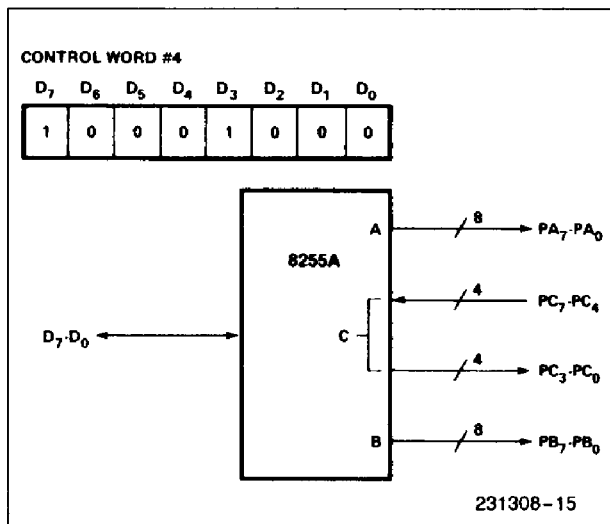 CONTROL WORD #4
D7 D6 D5 D4 D3 D2 D1 D0
1 0 0 0 1 0 0 0
A 8 PA7-PA0
8255A
4 PC7-PC4
D7-D0 C
4 PC3-PC0
B 8 PB7-PB0
231308-15